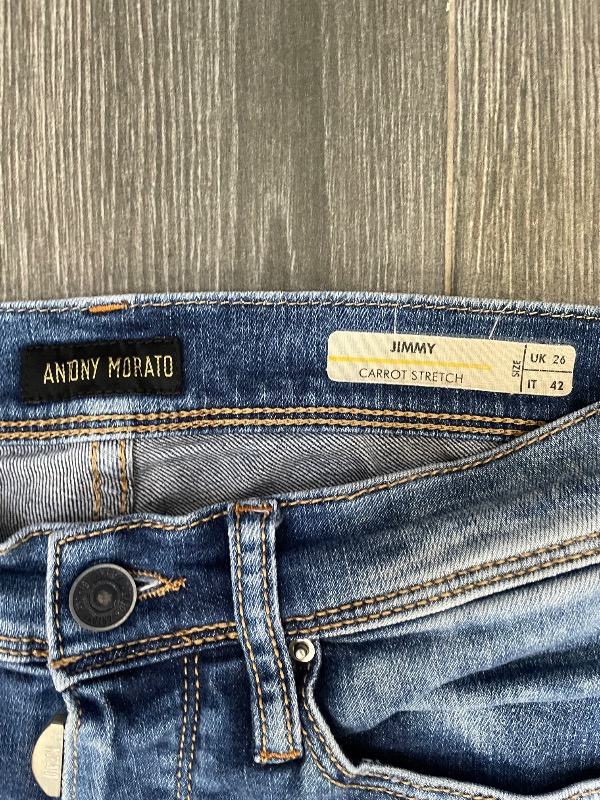 ANTONY MORATO
JIMMY
CARROT STRETCH
SIZE
UK 26
IT 42